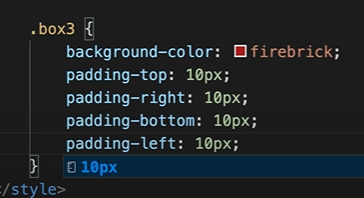 .box3 {
background-color: firebrick;
padding-top: 10px;
padding-right: 10px;
padding-bottom: 10px;
padding-left: 10px;
} 10px
/style>